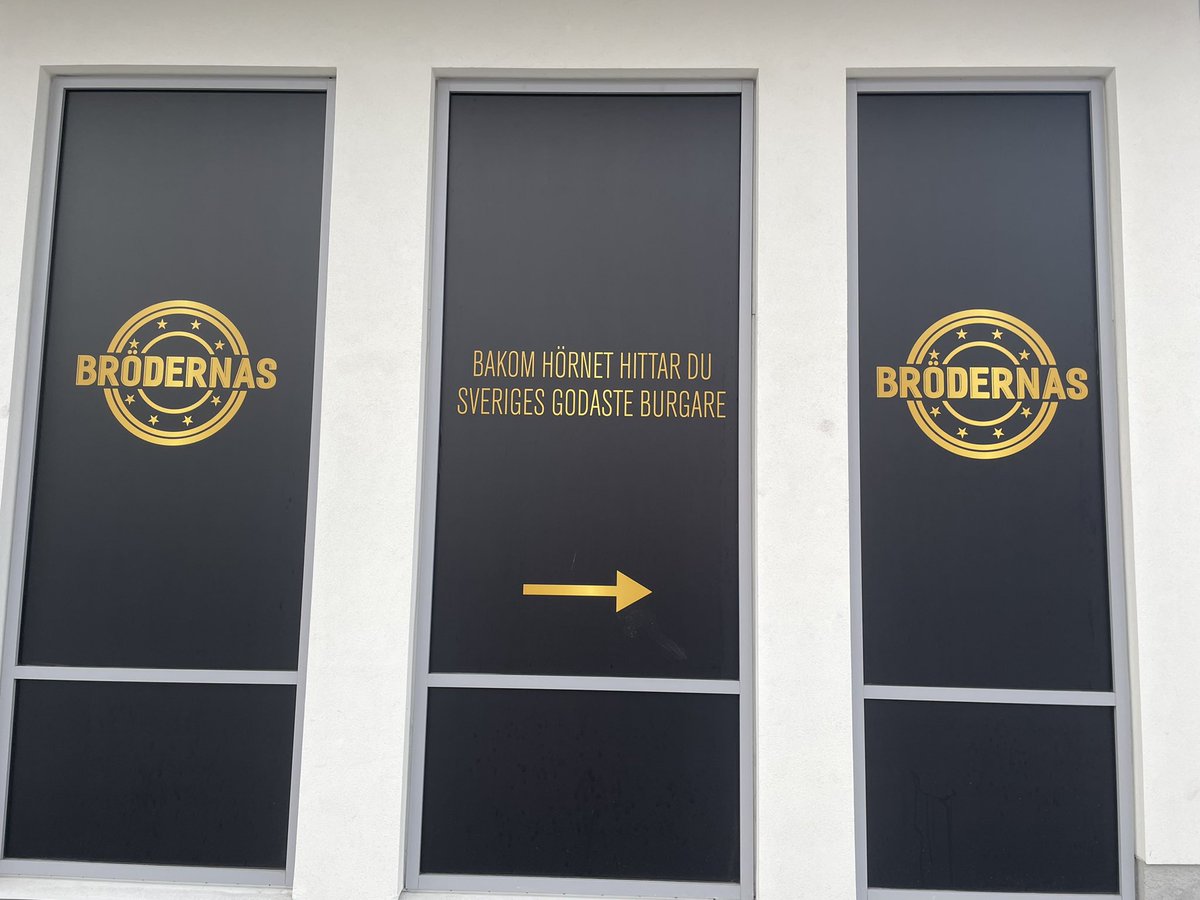 BRÖDERNAS
BAKOM HÖRNET HITTAR DU
SVERIGES GODASTE BURGARE
BRÖDERNAS